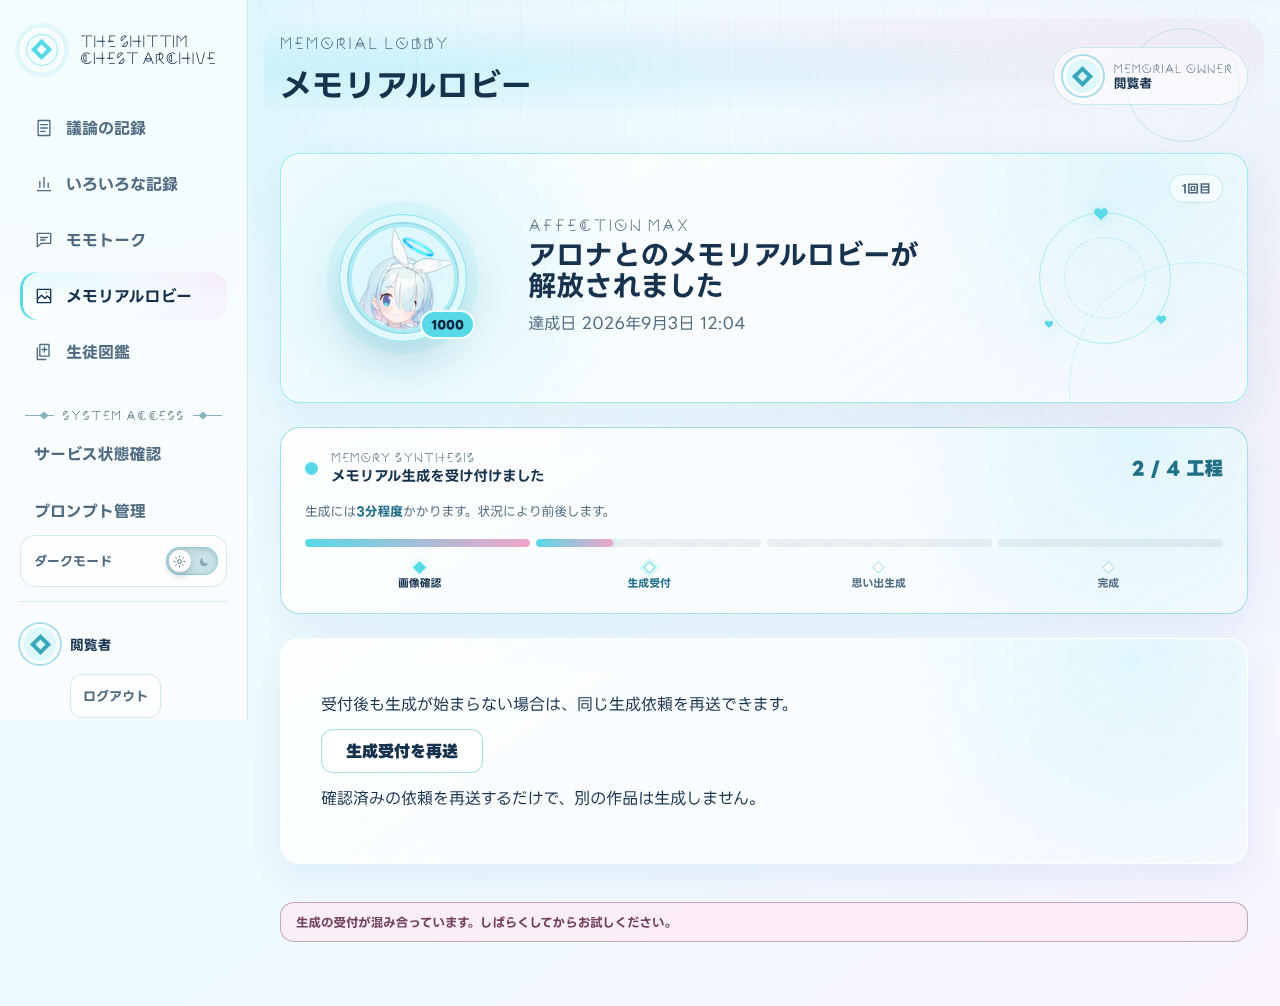 THE SHITTIM
CHEST ARCHIVE
議論の記録
いろいろな記録
モモトーク
メモリアルロビー
生徒図鑑
SYSTEM ACCESS
サービス状態確認
プロンプト管理
ダークモード
閲覧者
ログアウト
MEMORIAL LOBBY
メモリアルロビー
MEMORIAL OWNER
閲覧者
1回目
AFFECTION MAX
アロナとのメモリアルロビーが
解放されました
達成日 2026年9月3日 12:04
1000
MEMORY SYNTHESIS
メモリアル生成を受け付けました
2 / 4 工程
生成には3分程度かかります。状況により前後します。
画像確認
生成受付
思い出生成
完成
受付後も生成が始まらない場合は、同じ生成依頼を再送できます。
生成受付を再送
確認済みの依頼を再送するだけで、別の作品は生成しません。
生成の受付が混み合っています。しばらくしてからお試しください。